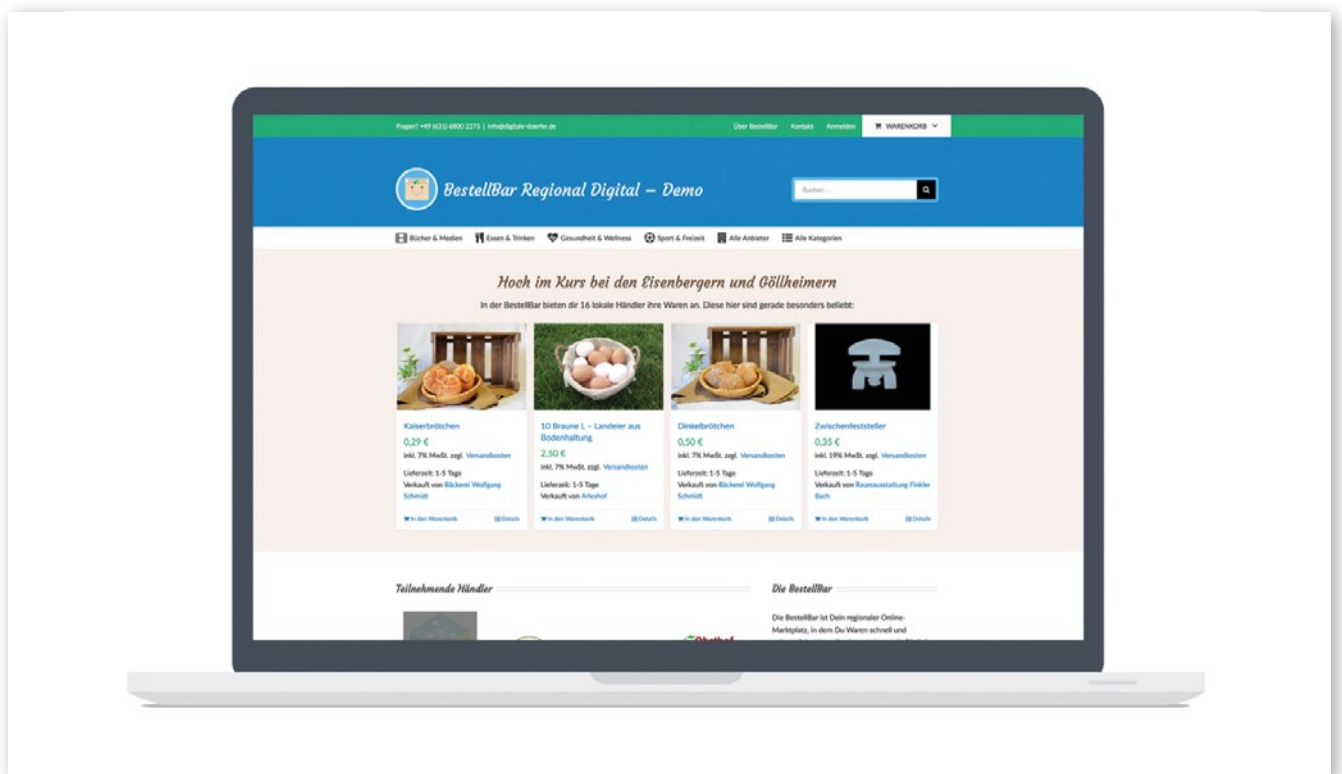 Fragen? +49 (631) 6800 2275 | info@digitale-doerfer.de
Über BestellBar Kontakt Anmelden WARENKORB
BestellBar Regional Digital – Demo
Suchen ...
Bücher & Medien Essen & Trinken Gesundheit & Wellness Sport & Freizeit Alle Anbieter Alle Kategorien
Hoch im Kurs bei den Eisenbergern und Göllheimern
In der BestellBar bieten dir 16 lokale Händler ihre Waren an. Diese hier sind gerade besonders beliebt:
Kaiserbrötchen
0,29 €
inkl. 7% MwSt. zzgl. Versandkosten
Lieferzeit: 1-5 Tage
Verkauft von Bäckerei Wolfgang
Schmidt
In den Warenkorb Details
10 Braune L – Landeier aus
Bodenhaltung
2,50 €
inkl. 7% MwSt. zzgl. Versandkosten
Lieferzeit: 1-5 Tage
Verkauft von Arleshof
In den Warenkorb Details
Dinkelbrötchen
0,50 €
inkl. 7% MwSt. zzgl. Versandkosten
Lieferzeit: 1-5 Tage
Verkauft von Bäckerei Wolfgang
Schmidt
In den Warenkorb Details
Zwischenfeststeller
0,35 €
inkl. 19% MwSt. zzgl. Versandkosten
Lieferzeit: 1-5 Tage
Verkauft von Raumausstattung Finkler
Bach
In den Warenkorb Details
Teilnehmende Händler
Die BestellBar
Die BestellBar ist Dein regionaler Online-
Marktplatz, in dem Du Waren schnell und